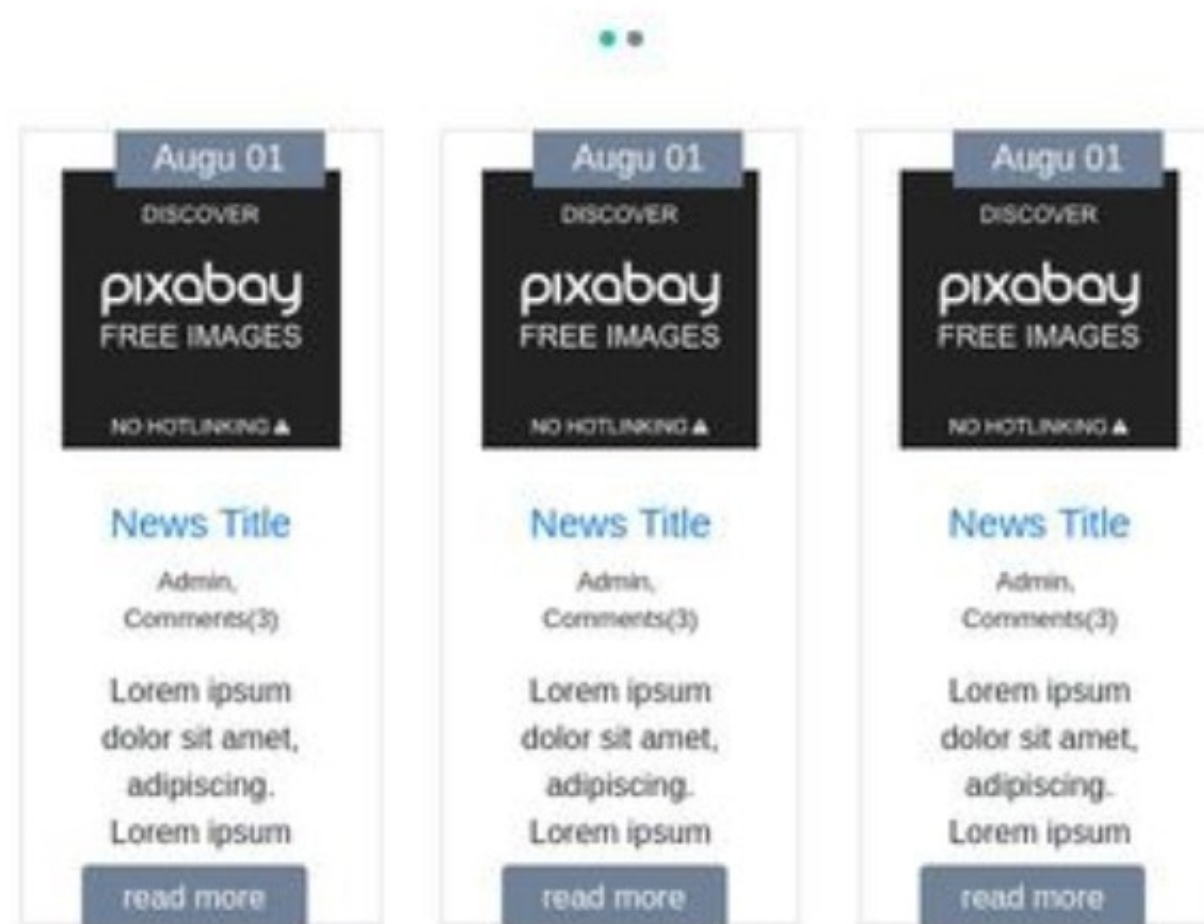 Augu 01
DISCOVER
pixabay
FREE IMAGES
NO HOTLINKING
News Title
Admin,
Comments(3)
Lorem ipsum
dolor sit amet,
adipiscing.
Lorem ipsum
read more
Augu 01
DISCOVER
pixabay
FREE IMAGES
NO HOTLINKING
News Title
Admin,
Comments(3)
Lorem ipsum
dolor sit amet,
adipiscing.
Lorem ipsum
read more
Augu 01
DISCOVER
pixabay
FREE IMAGES
NO HOTLINKING
News Title
Admin,
Comments(3)
Lorem ipsum
dolor sit amet,
adipiscing.
Lorem ipsum
read more